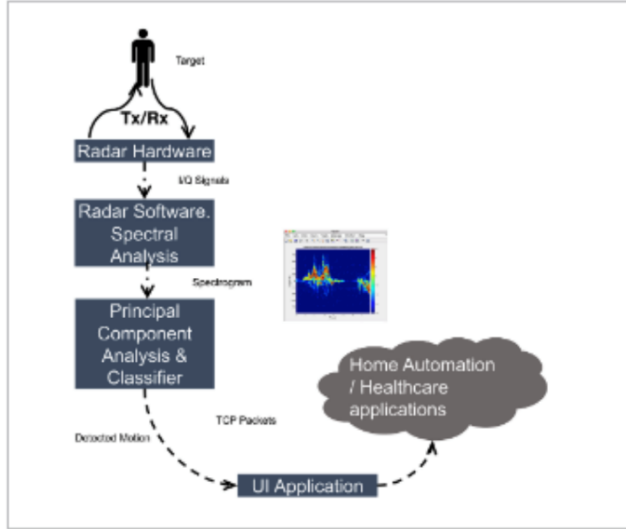 Target
Tx/Rx
Radar Hardware
I/Q Signals
Radar Software.
Spectral
Analysis
Spectrogram
Principal
Component
Analysis &
Classifier
Home Automation
/ Healthcare
applications
TCP Packets
Detected Motion
UI Application